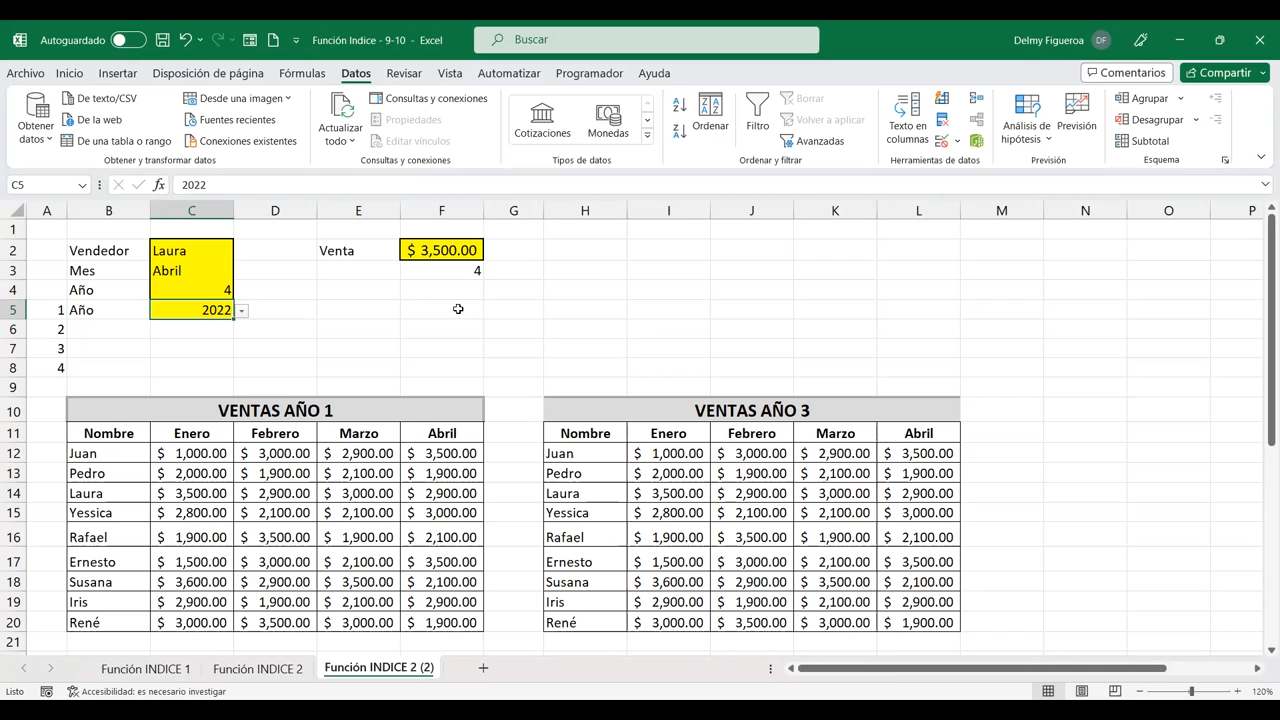 Autoguardado Función Indice - 9-10 - Excel Buscar Delmy Figueroa DF
Archivo Inicio Insertar Disposición de página Fórmulas Datos Revisar Vista Automatizar Programador Ayuda Comentarios Compartir
Obtener datos De texto/CSV De la web De una tabla o rango Desde una imagen Fuentes recientes Conexiones existentes
Actualizar todo Consultas y conexiones Propiedades Editar vínculos
Cotizaciones Monedas
Ordenar Filtro Borrar Volver a aplicar Avanzadas
Texto en columnas
Análisis de hipótesis Previsión
Agrupar Desagrupar Subtotal
Obtener y transformar datos Consultas y conexiones Tipos de datos Ordenar y filtrar Herramientas de datos Previsión Esquema
C5 fx 2022
A B C D E F G H I J K L M N O P
1
2 Vendedor Laura Venta $ 3,500.00
3 Mes Abril 4
4 Año 4
5 1 Año 2022
6 2
7 3
8 4
9
10 VENTAS AÑO 1 VENTAS AÑO 3
11 Nombre Enero Febrero Marzo Abril Nombre Enero Febrero Marzo Abril
12 Juan $ 1,000.00 $ 3,000.00 $ 2,900.00 $ 3,500.00 Juan $ 1,000.00 $ 3,000.00 $ 2,900.00 $ 3,500.00
13 Pedro $ 2,000.00 $ 1,900.00 $ 2,100.00 $ 1,900.00 Pedro $ 2,000.00 $ 1,900.00 $ 2,100.00 $ 1,900.00
14 Laura $ 3,500.00 $ 2,900.00 $ 3,000.00 $ 2,900.00 Laura $ 3,500.00 $ 2,900.00 $ 3,000.00 $ 2,900.00
15 Yessica $ 2,800.00 $ 2,100.00 $ 2,100.00 $ 3,000.00 Yessica $ 2,800.00 $ 2,100.00 $ 2,100.00 $ 3,000.00
16 Rafael $ 1,900.00 $ 3,500.00 $ 1,900.00 $ 2,100.00 Rafael $ 1,900.00 $ 3,500.00 $ 1,900.00 $ 2,100.00
17 Ernesto $ 1,500.00 $ 3,000.00 $ 2,100.00 $ 3,500.00 Ernesto $ 1,500.00 $ 3,000.00 $ 2,100.00 $ 3,500.00
18 Susana $ 3,600.00 $ 2,900.00 $ 3,500.00 $ 2,100.00 Susana $ 3,600.00 $ 2,900.00 $ 3,500.00 $ 2,100.00
19 Iris $ 2,900.00 $ 1,900.00 $ 2,100.00 $ 2,900.00 Iris $ 2,900.00 $ 1,900.00 $ 2,100.00 $ 2,900.00
20 René $ 3,000.00 $ 3,500.00 $ 3,000.00 $ 1,900.00 René $ 3,000.00 $ 3,500.00 $ 3,000.00 $ 1,900.00
21
Función INDICE 1 Función INDICE 2 Función INDICE 2 (2)
Listo Accesibilidad: es necesario investigar 120%